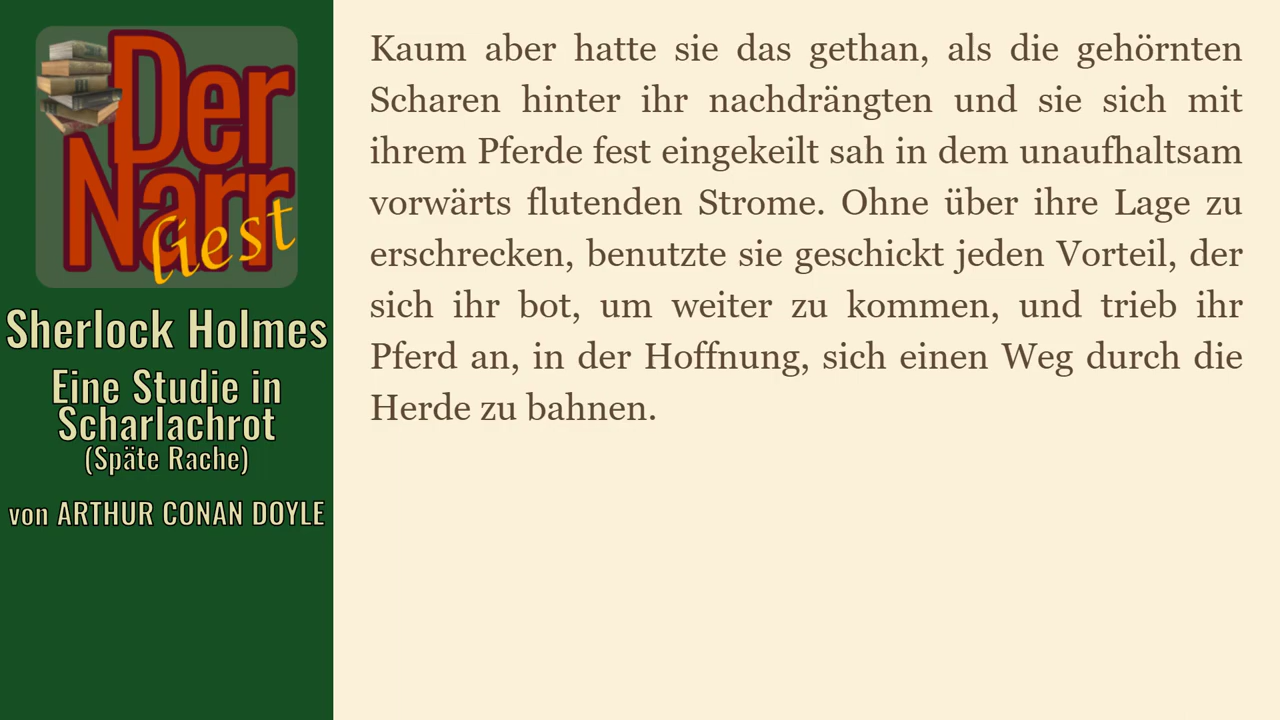 Der
Narr
liest
Sherlock Holmes
Eine Studie in
Scharlachrot
(Späte Rache)
von ARTHUR CONAN DOYLE
Kaum aber hatte sie das gethan, als die gehörnten
Scharen hinter ihr nachdrängten und sie sich mit
ihrem Pferde fest eingekeilt sah in dem unaufhaltsam
vorwärts flutenden Strome. Ohne über ihre Lage zu
erschrecken, benutzte sie geschickt jeden Vorteil, der
sich ihr bot, um weiter zu kommen, und trieb ihr
Pferd an, in der Hoffnung, sich einen Weg durch die
Herde zu bahnen.